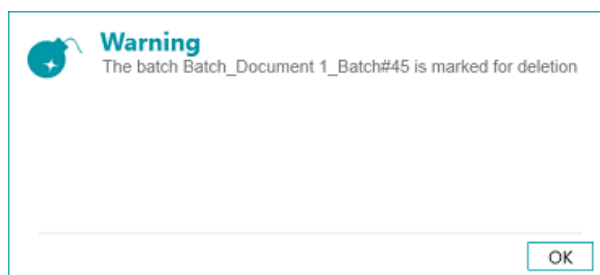 Warning
The batch Batch_Document 1_Batch#45 is marked for deletion
OK